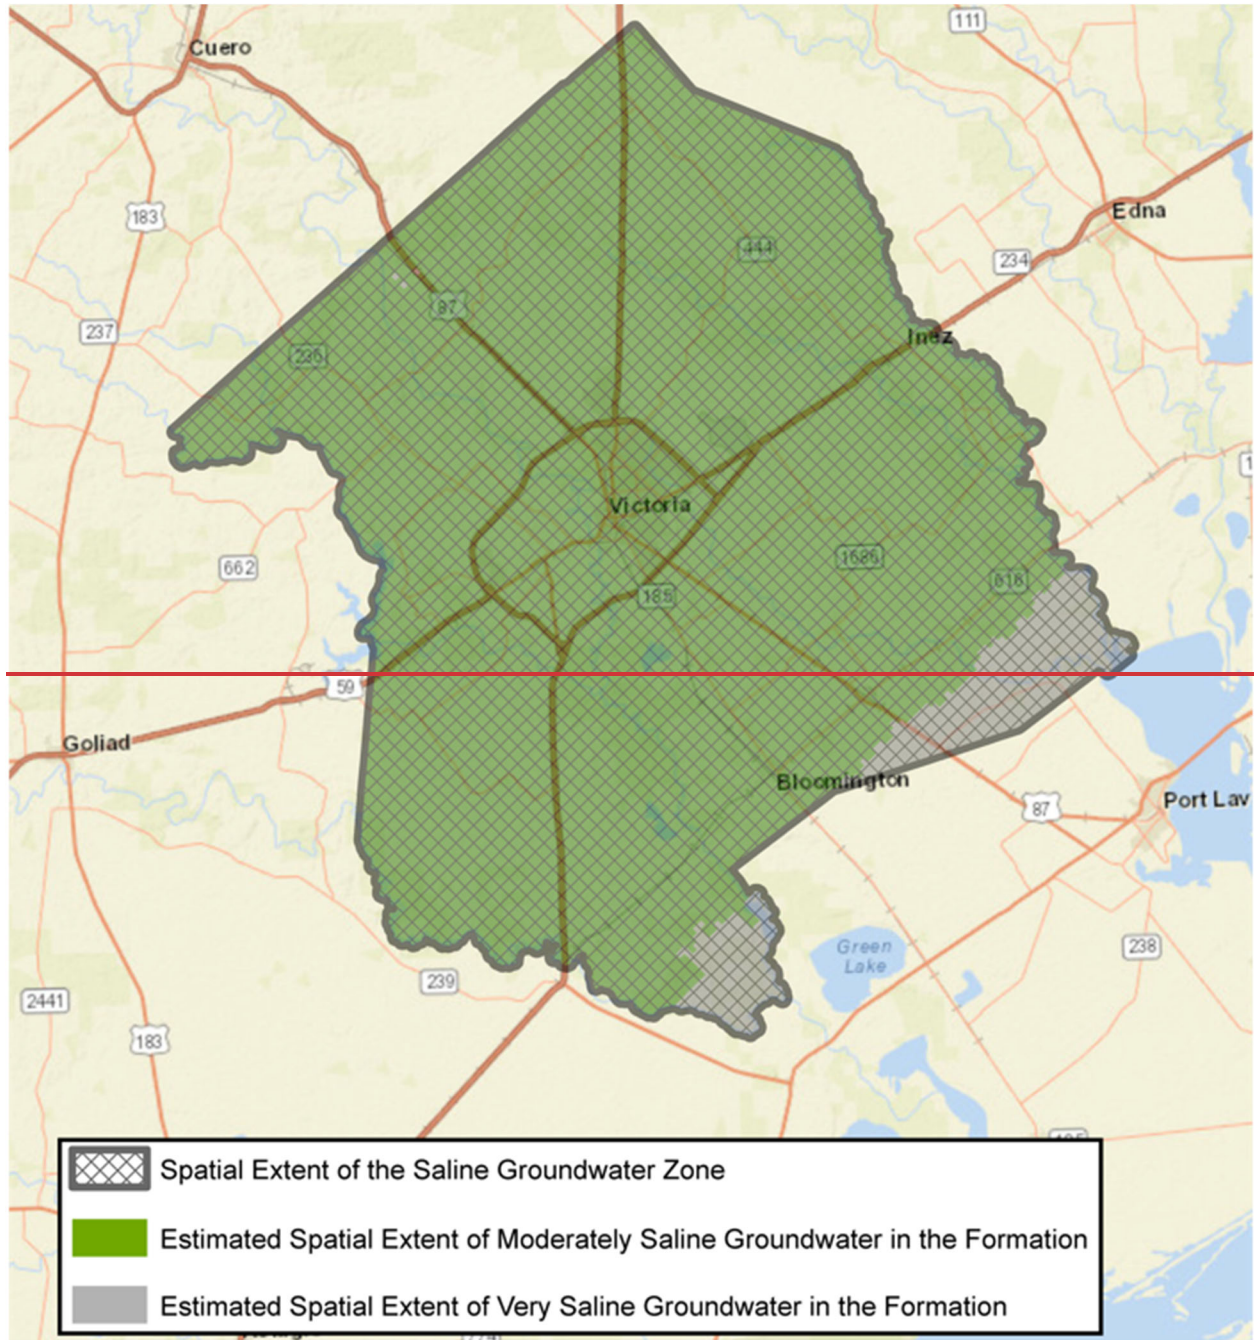 111
Cuero
183
Edna
444
234
87
237
236
Inez
Victoria
1686
662
616
185
59
Goliad
Bloomington
Port Lav
87
Green
Lake
238
239
2441
183
Spatial Extent of the Saline Groundwater Zone
Estimated Spatial Extent of Moderately Saline Groundwater in the Formation
Estimated Spatial Extent of Very Saline Groundwater in the Formation